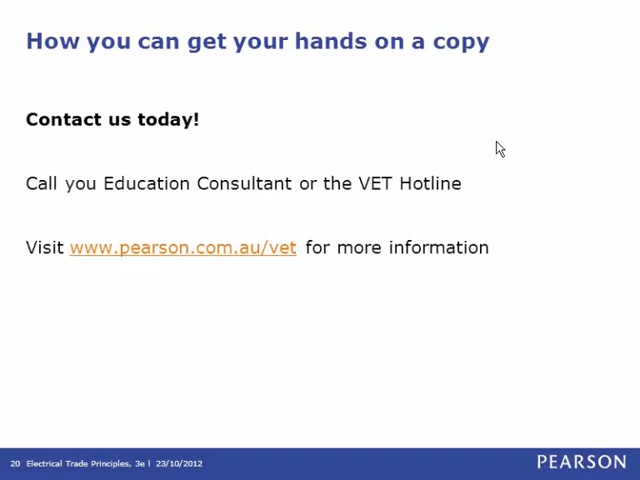 How you can get your hands on a copy
Contact us today!
Call you Education Consultant or the VET Hotline
Visit www.pearson.com.au/vet for more information
20 Electrical Trade Principles, 3e l 23/10/2012
PEARSON